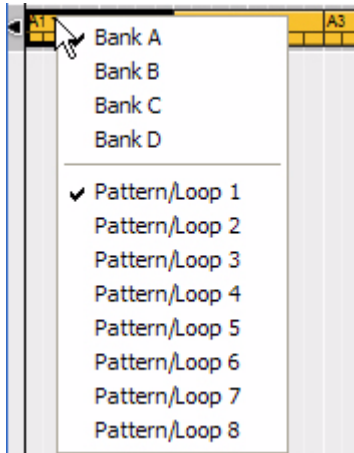 A1
A3
Bank A
Bank B
Bank C
Bank D
Pattern/Loop 1
Pattern/Loop 2
Pattern/Loop 3
Pattern/Loop 4
Pattern/Loop 5
Pattern/Loop 6
Pattern/Loop 7
Pattern/Loop 8